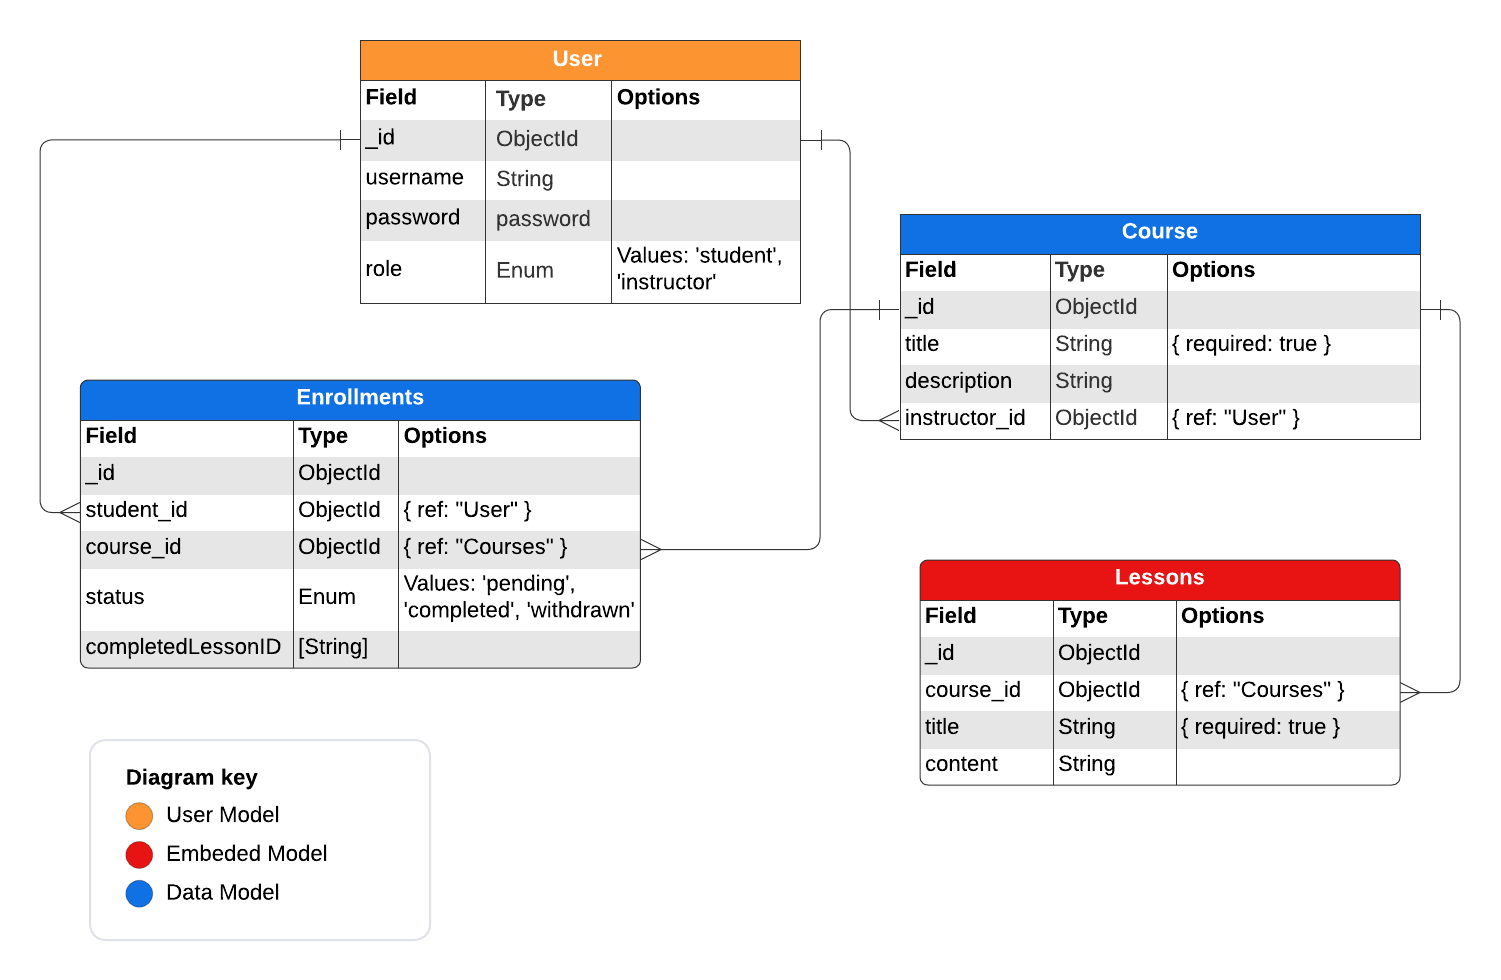 User
Field Type Options
_id ObjectId
username String
password password
role Enum Values: 'student',
'instructor'
Course
Field Type Options
_id ObjectId
title String { required: true }
description String
instructor_id ObjectId { ref: "User" }
Enrollments
Field Type Options
_id ObjectId
student_id ObjectId { ref: "User" }
course_id ObjectId { ref: "Courses" }
status Enum Values: 'pending',
'completed', 'withdrawn'
completedLessonID [String]
Lessons
Field Type Options
_id ObjectId
course_id ObjectId { ref: "Courses" }
title String { required: true }
content String
Diagram key
User Model
Embeded Model
Data Model